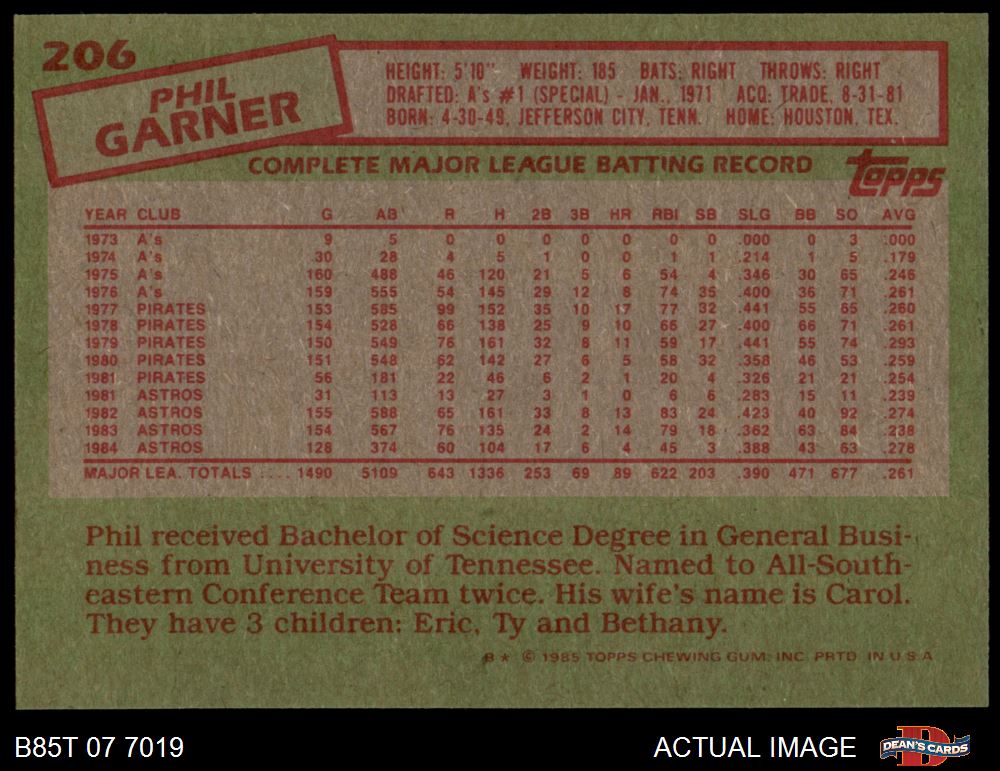 206
PHIL
GARNER
HEIGHT: 5'10" WEIGHT: 185 BATS: RIGHT THROWS: RIGHT
DRAFTED: A's #1 (SPECIAL) - JAN., 1971 ACQ: TRADE, 8-31-81
BORN: 4-30-49, JEFFERSON CITY, TENN. HOME: HOUSTON, TEX.
COMPLETE MAJOR LEAGUE BATTING RECORD
TOPPS
YEAR CLUB G AB R H 2B 3B HR RBI SB SLG BB SO AVG
1973 A's 9 5 0 0 0 0 0 0 0 .000 0 3 .000
1974 A's 30 28 4 5 1 0 0 1 1 .214 1 5 .179
1975 A's 160 488 46 120 21 5 6 54 4 .346 30 65 .246
1976 A's 159 555 54 145 29 12 8 74 35 .400 36 71 .261
1977 PIRATES 153 585 99 152 35 10 17 77 32 .441 55 65 .260
1978 PIRATES 154 528 66 138 25 9 10 66 27 .400 66 71 .261
1979 PIRATES 150 549 76 161 32 8 11 59 17 .441 55 74 .293
1980 PIRATES 151 548 62 142 27 6 5 58 32 .358 46 53 .259
1981 PIRATES 56 181 22 46 6 2 1 20 4 .326 21 21 .254
1981 ASTROS 31 113 13 27 3 1 0 6 6 .283 15 11 .239
1982 ASTROS 155 588 65 161 33 8 13 83 24 .423 40 92 .274
1983 ASTROS 154 567 76 135 24 2 14 79 18 .362 63 84 .238
1984 ASTROS 128 374 60 104 17 6 4 45 3 .388 43 63 .278
MAJOR LEA. TOTALS .... 1490 5109 643 1336 253 69 89 622 203 .390 471 677 .261
Phil received Bachelor of Science Degree in General Busi-
ness from University of Tennessee. Named to All-South-
eastern Conference Team twice. His wife's name is Carol.
They have 3 children: Eric, Ty and Bethany.
B* © 1985 TOPPS CHEWING GUM, INC. PRTD. IN U.S.A.
B85T 07 7019
ACTUAL IMAGE
D
DEAN'S CARDS